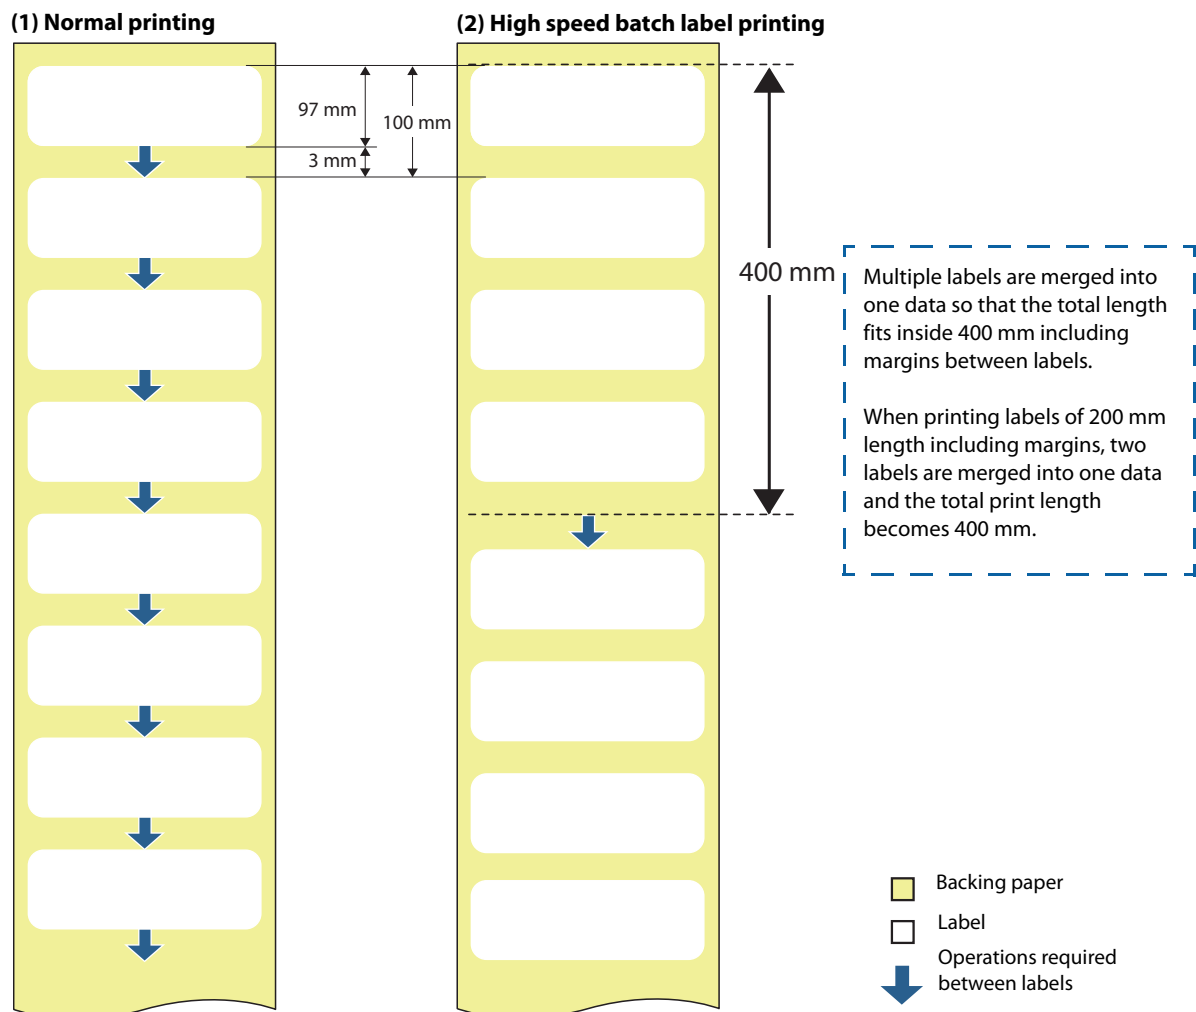 (1) Normal printing
(2) High speed batch label printing
97 mm
100 mm
3 mm
400 mm
Multiple labels are merged into
one data so that the total length
fits inside 400 mm including
margins between labels.
When printing labels of 200 mm
length including margins, two
labels are merged into one data
and the total print length
becomes 400 mm.
Backing paper
Label
Operations required
between labels